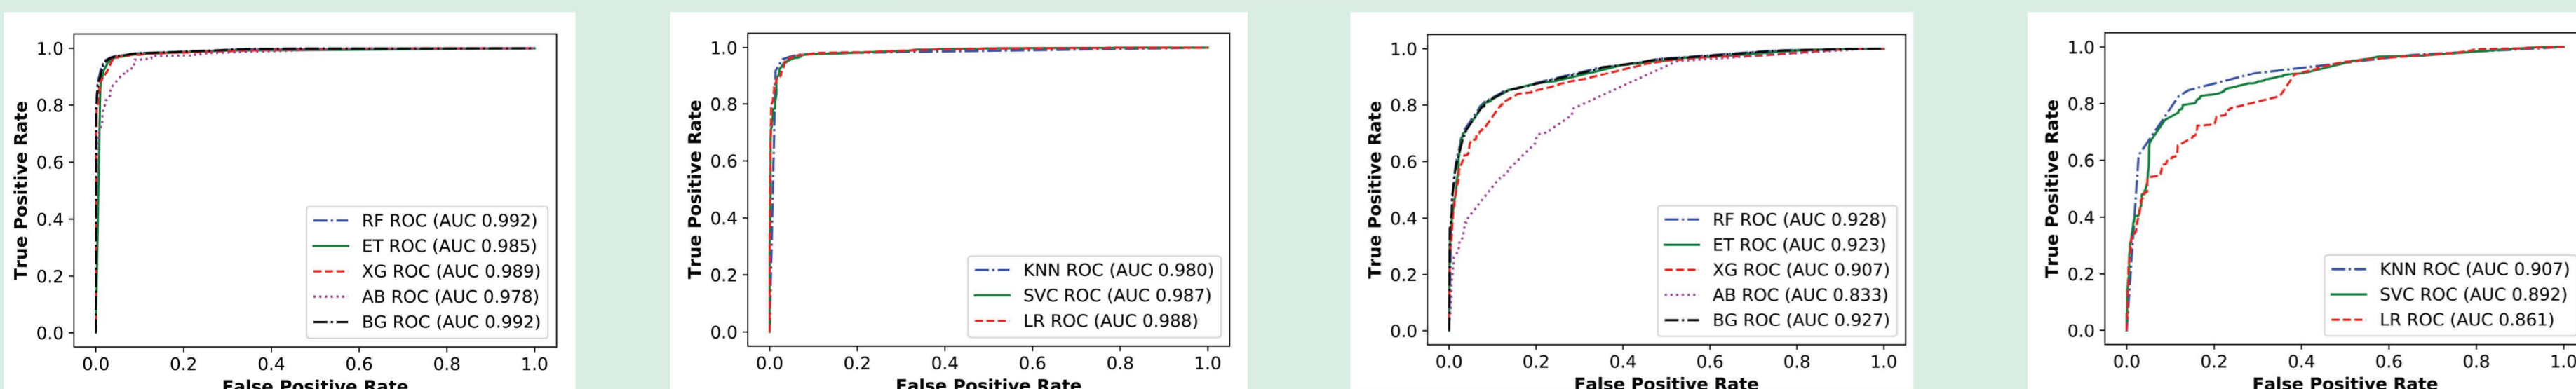 True Positive Rate
1.0
0.8
0.6
0.4
0.2
0.0
RF ROC (AUC 0.992)
ET ROC (AUC 0.985)
XG ROC (AUC 0.989)
AB ROC (AUC 0.978)
BG ROC (AUC 0.992)
0.0 0.2 0.4 0.6 0.8 1.0
False Positive Rate
True Positive Rate
1.0
0.8
0.6
0.4
0.2
0.0
KNN ROC (AUC 0.980)
SVC ROC (AUC 0.987)
LR ROC (AUC 0.988)
0.0 0.2 0.4 0.6 0.8 1.0
False Positive Rate
True Positive Rate
1.0
0.8
0.6
0.4
0.2
0.0
RF ROC (AUC 0.928)
ET ROC (AUC 0.923)
XG ROC (AUC 0.907)
AB ROC (AUC 0.833)
BG ROC (AUC 0.927)
0.0 0.2 0.4 0.6 0.8 1.0
False Positive Rate
True Positive Rate
1.0
0.8
0.6
0.4
0.2
0.0
KNN ROC (AUC 0.907)
SVC ROC (AUC 0.892)
LR ROC (AUC 0.861)
0.0 0.2 0.4 0.6 0.8 1.0
False Positive Rate